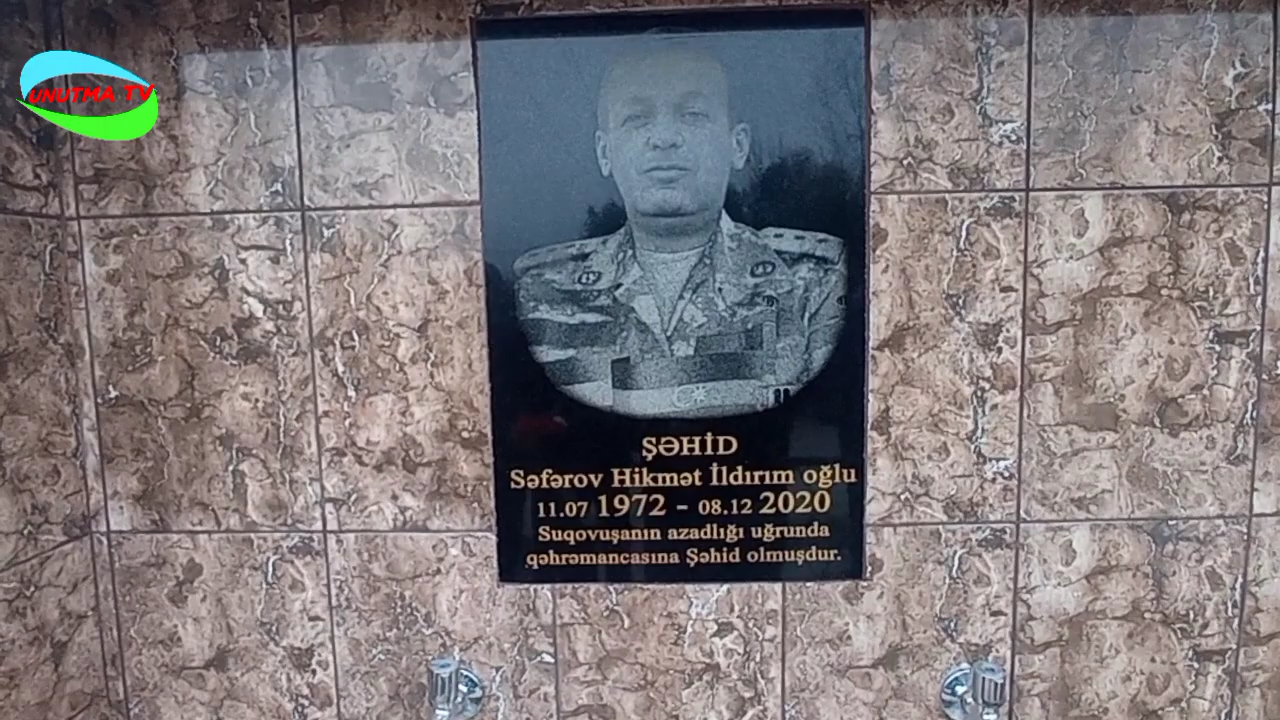 UNUTMA TV
ŞƏHİD
Səfərov Hikmət İldırım oğlu
11.07 1972 - 08.12 2020
Suqovuşanın azadlığı uğrunda
qəhrəmancasına Şəhid olmuşdur.